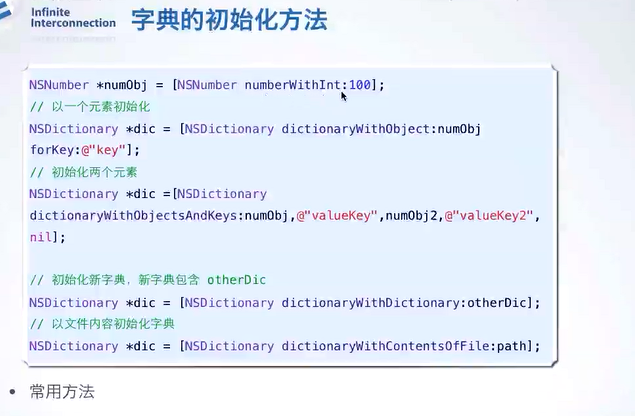 Infinite
Interconnection
字典的初始化方法
NSNumber *numObj = [NSNumber numberWithInt:100];
// 以一个元素初始化
NSDictionary *dic = [NSDictionary dictionaryWithObject:numObj
forKey:@"key"];
// 初始化两个元素
NSDictionary *dic =[NSDictionary
dictionaryWithObjectsAndKeys:numObj,@"valueKey",numObj2,@"valueKey2",
nil];
// 初始化新字典，新字典包含 otherDic
NSDictionary *dic = [NSDictionary dictionaryWithDictionary:otherDic];
// 以文件内容初始化字典
NSDictionary *dic = [NSDictionary dictionaryWithContentsOfFile:path];
• 常用方法